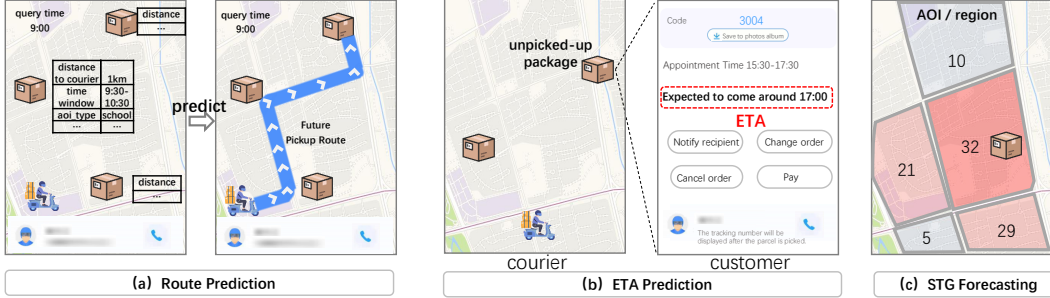 query time
9:00
distance
...
distance
to courier 1km
time
window 9:30-
10:30
aoi_type school
... ...
distance
...
predict
query time
9:00
Future
Pickup Route
(a) Route Prediction
unpicked-up
package
courier
Code 3004
Save to photos album
Appointment Time 15:30-17:30
Expected to come around 17:00
ETA
Notify recipient Change order
Cancel order Pay
The tracking number will be
displayed after the parcel is picked.
customer
(b) ETA Prediction
AOI / region
10
32
21
5
29
(c) STG Forecasting